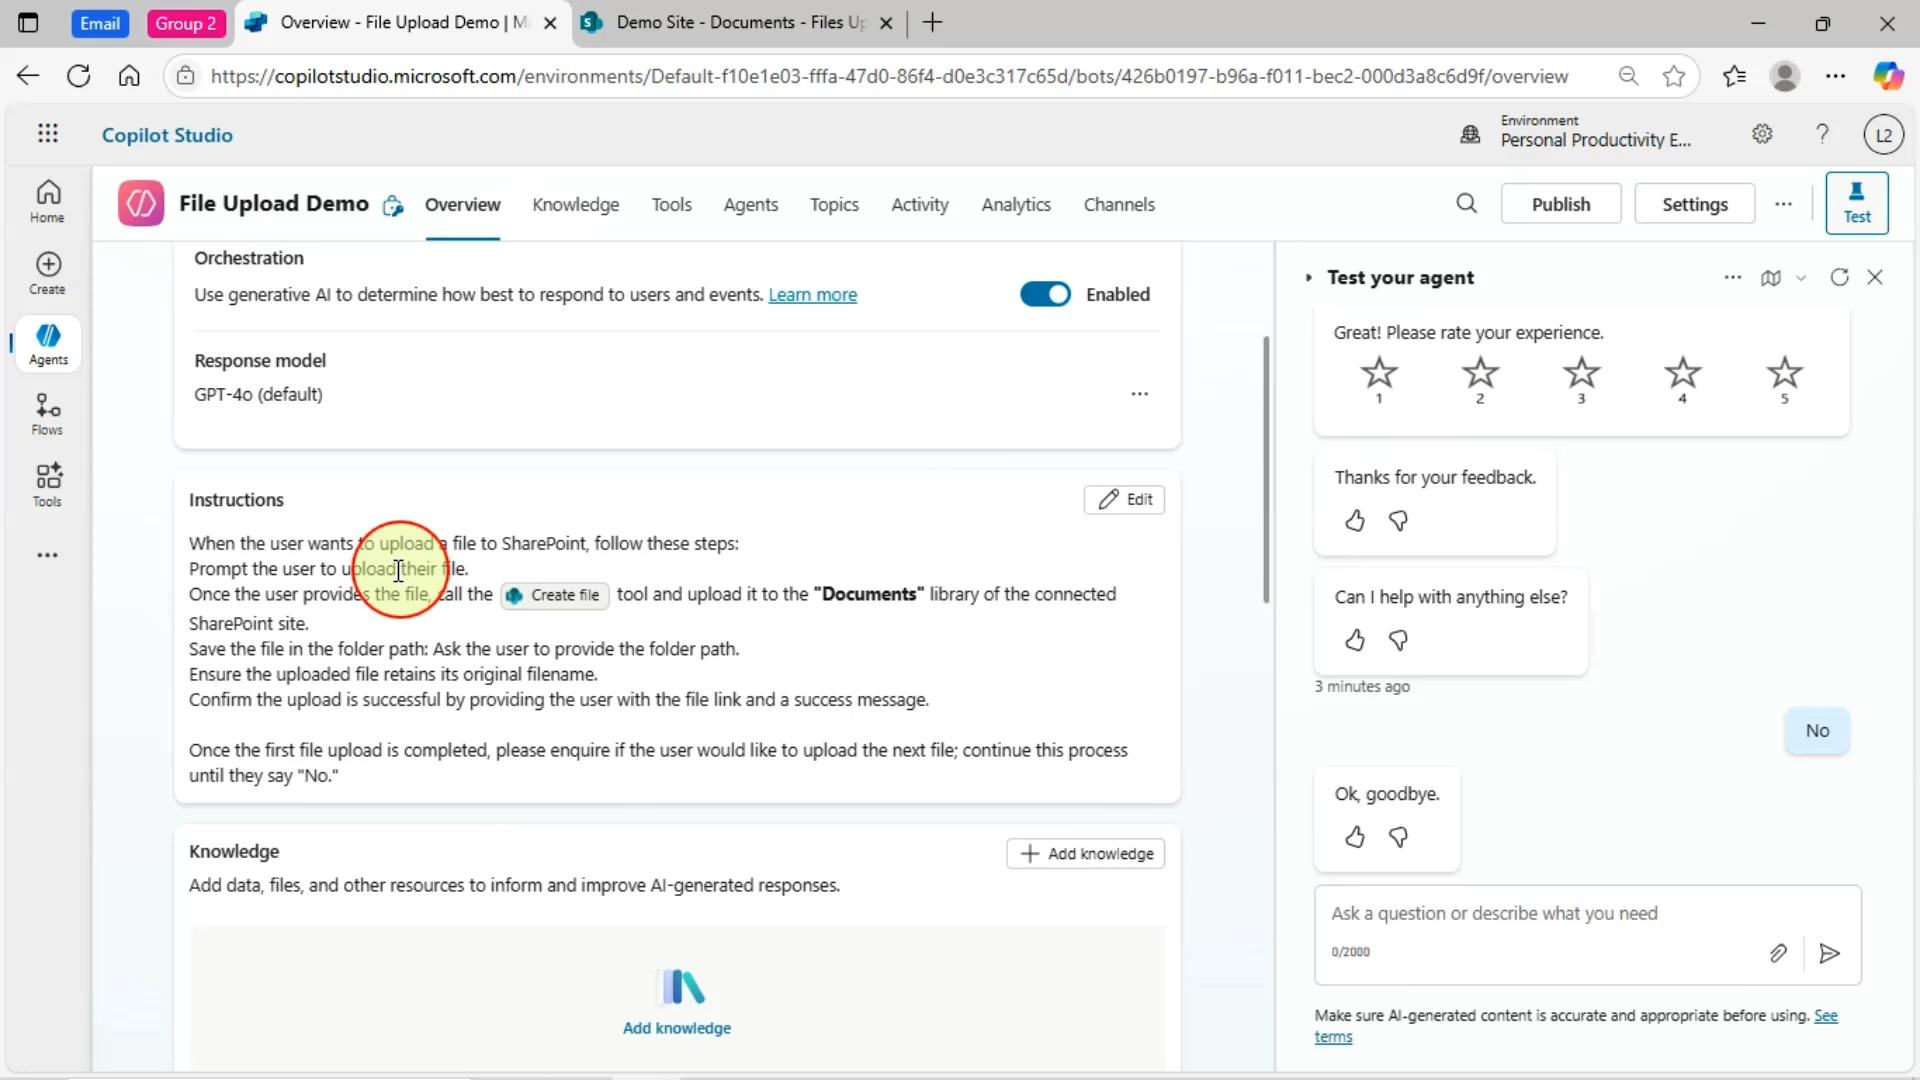 Email
Group 2
Overview - File Upload Demo | Mi
Demo Site - Documents - Files Up
https://copilotstudio.microsoft.com/environments/Default-f10e1e03-fffa-47d0-86f4-d0e3c317c65d/bots/426b0197-b96a-f011-bec2-000d3a8c6d9f/overview
Copilot Studio
Environment
Personal Productivity E...
L2
Home
Create
Agents
Flows
Tools
File Upload Demo
Overview
Knowledge
Tools
Agents
Topics
Activity
Analytics
Channels
Publish
Settings
Test
Orchestration
Use generative AI to determine how best to respond to users and events. Learn more
Enabled
Response model
GPT-4o (default)
Instructions
Edit
When the user wants to upload a file to SharePoint, follow these steps:
Prompt the user to upload their file.
Once the user provides the file, call the Create file tool and upload it to the "Documents" library of the connected
SharePoint site.
Save the file in the folder path: Ask the user to provide the folder path.
Ensure the uploaded file retains its original filename.
Confirm the upload is successful by providing the user with the file link and a success message.
Once the first file upload is completed, please enquire if the user would like to upload the next file; continue this process
until they say "No."
Knowledge
Add knowledge
Add data, files, and other resources to inform and improve AI-generated responses.
Add knowledge
Test your agent
Great! Please rate your experience.
1 2 3 4 5
Thanks for your feedback.
Can I help with anything else?
3 minutes ago
No
Ok, goodbye.
Ask a question or describe what you need
0/2000
Make sure AI-generated content is accurate and appropriate before using. See
terms